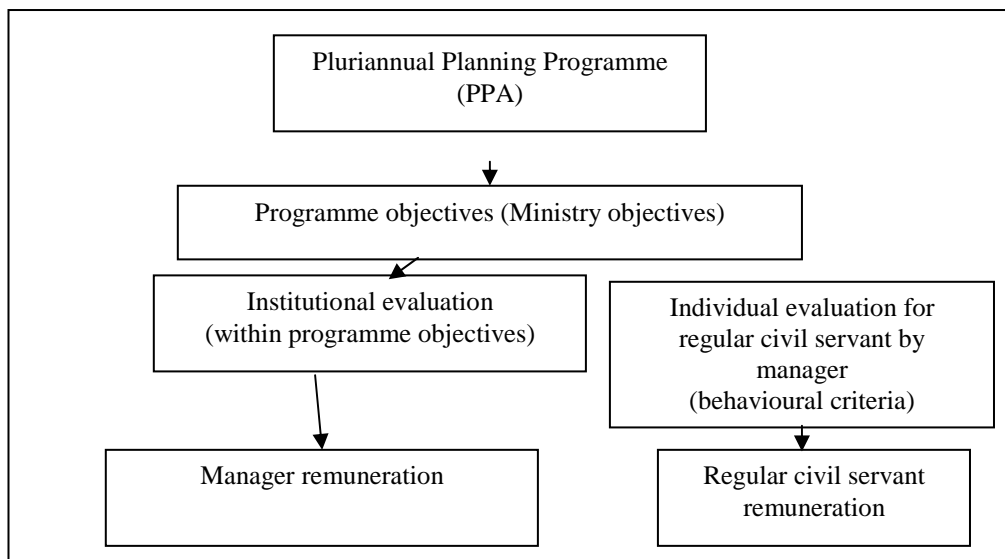 Pluriannual Planning Programme
(PPA)
Programme objectives (Ministry objectives)
Institutional evaluation
(within programme objectives)
Individual evaluation for
regular civil servant by
manager
(behavioural criteria)
Manager remuneration
Regular civil servant
remuneration